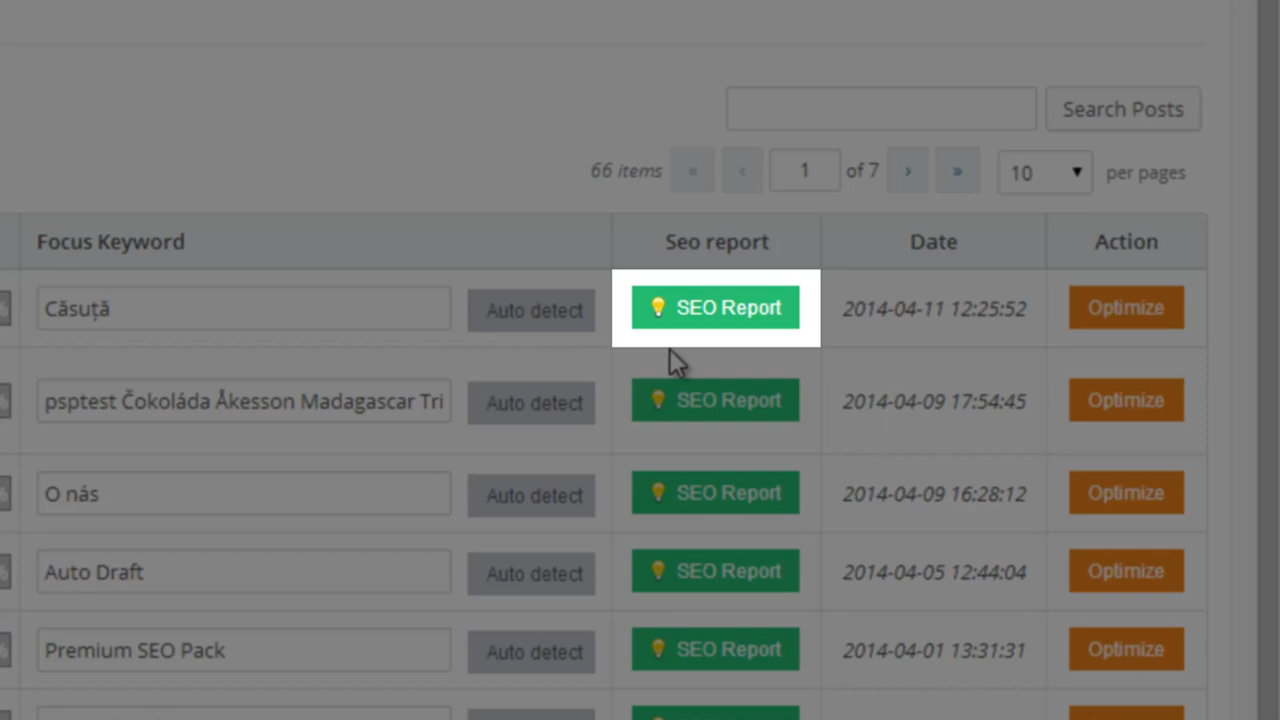 Search Posts
66 items « ‹ 1 of 7 › » 10 per pages
Focus Keyword Seo report Date Action
% Căsuță Auto detect SEO Report 2014-04-11 12:25:52 Optimize
% psptest Čokoláda Åkesson Madagascar Tri Auto detect SEO Report 2014-04-09 17:54:45 Optimize
% O nás Auto detect SEO Report 2014-04-09 16:28:12 Optimize
% Auto Draft Auto detect SEO Report 2014-04-05 12:44:04 Optimize
% Premium SEO Pack Auto detect SEO Report 2014-04-01 13:31:31 Optimize